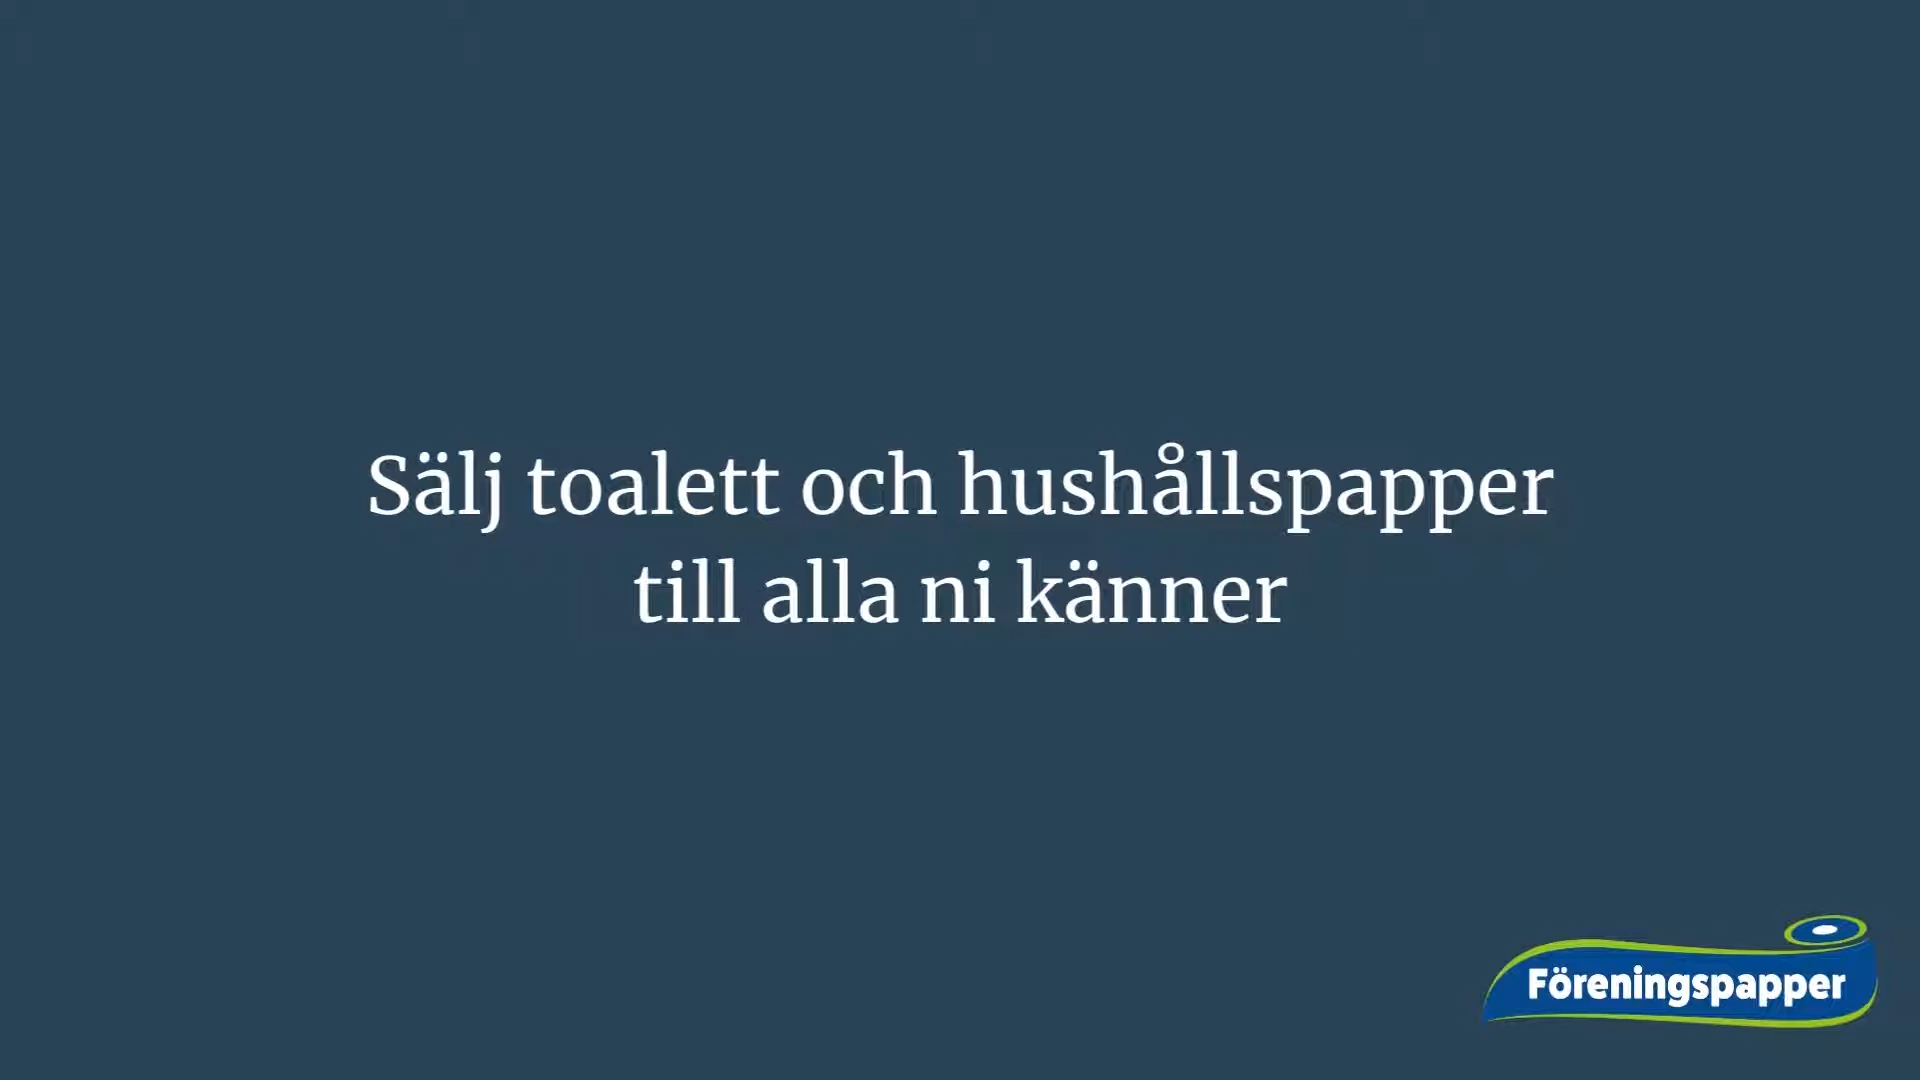 Sälj toalett och hushållspapper
till alla ni känner
Föreningspapper